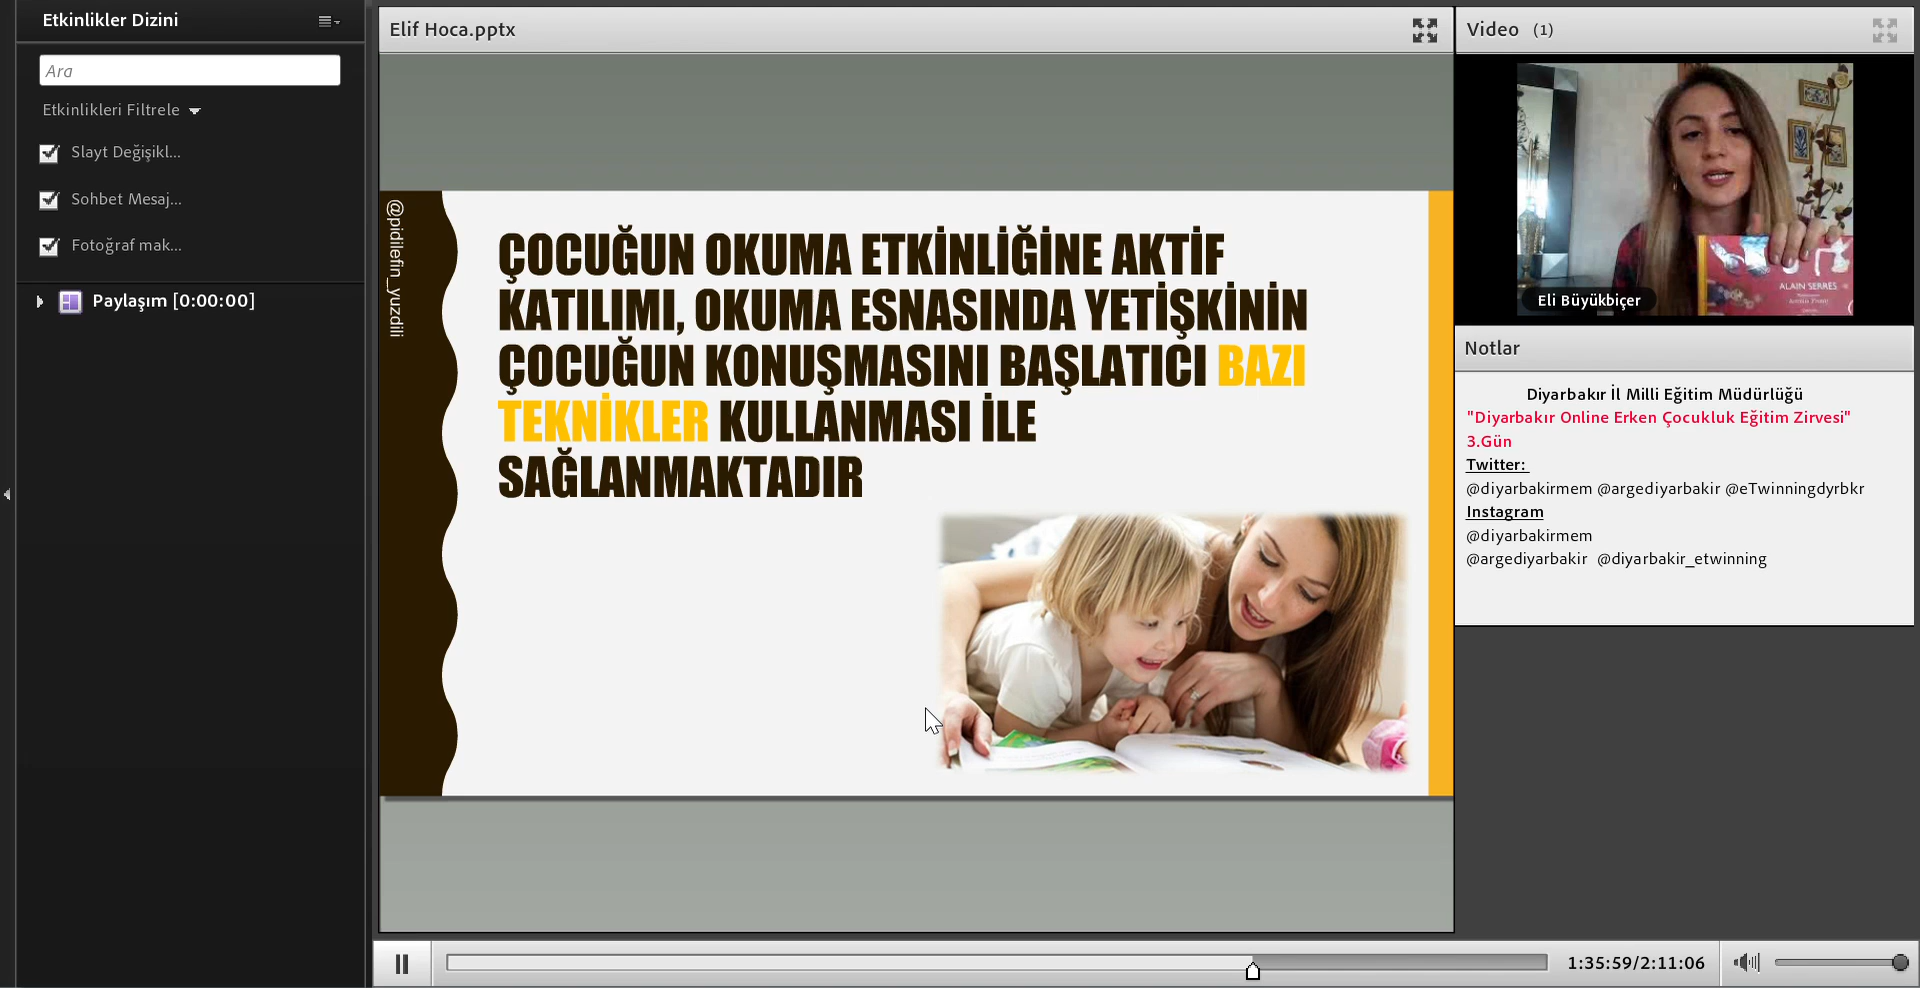 Etkinlikler Dizini
Ara
Etkinlikleri Filtrele
Slayt Değişikl...
Sohbet Mesaj...
Fotoğraf mak...
Paylaşım [0:00:00]
Elif Hoca.pptx
@pidilefin_yuzdili
ÇOCUĞUN OKUMA ETKİNLİĞİNE AKTİF
KATILIMI, OKUMA ESNASINDA YETİŞKİNİN
ÇOCUĞUN KONUŞMASINI BAŞLATICI BAZI
TEKNİKLER KULLANMASI İLE
SAĞLANMAKTADIR
Video (1)
ALAIN SERRES
Eli Büyükbiçer
Notlar
Diyarbakır İl Milli Eğitim Müdürlüğü
"Diyarbakır Online Erken Çocukluk Eğitim Zirvesi"
3.Gün
Twitter:
@diyarbakirmem @argediyarbakir @eTwinningdyrbkr
Instagram
@diyarbakirmem
@argediyarbakir @diyarbakir_etwinning
1:35:59/2:11:06